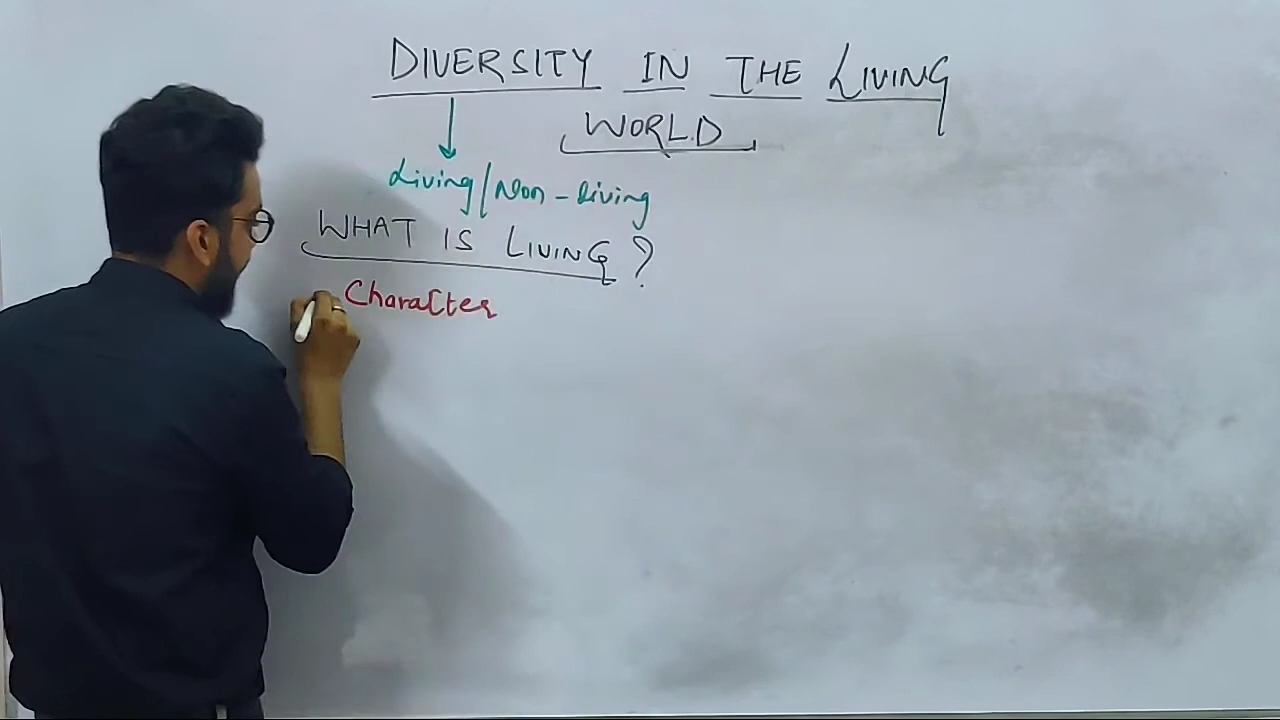 DIVERSITY IN THE LIVING
WORLD
Living/Non-living
WHAT IS LIVING?
Character